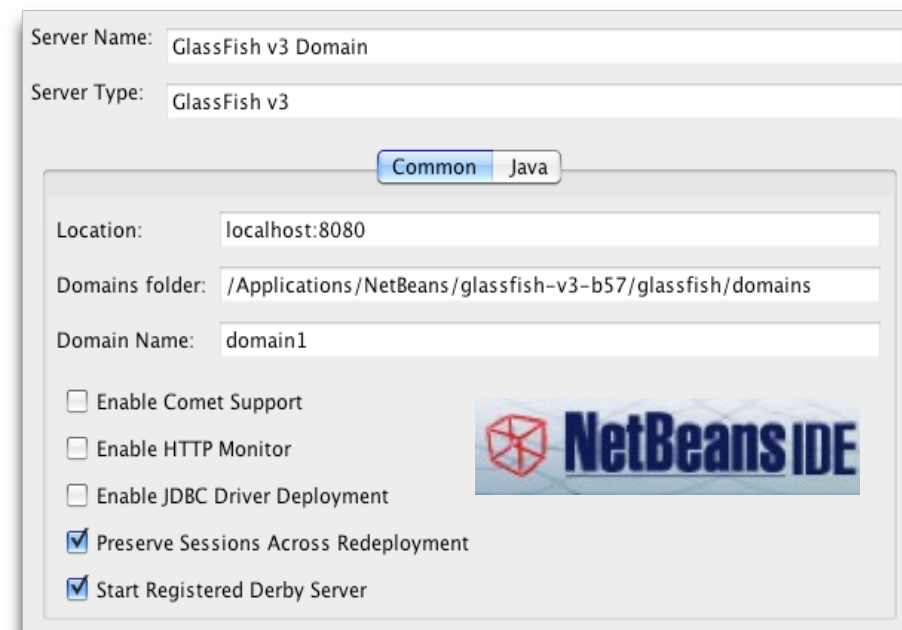 Server Name: GlassFish v3 Domain
Server Type: GlassFish v3
Common Java
Location: localhost:8080
Domains folder: /Applications/NetBeans/glassfish-v3-b57/glassfish/domains
Domain Name: domain1
Enable Comet Support
Enable HTTP Monitor
Enable JDBC Driver Deployment
NetBeans IDE
Preserve Sessions Across Redeployment
Start Registered Derby Server